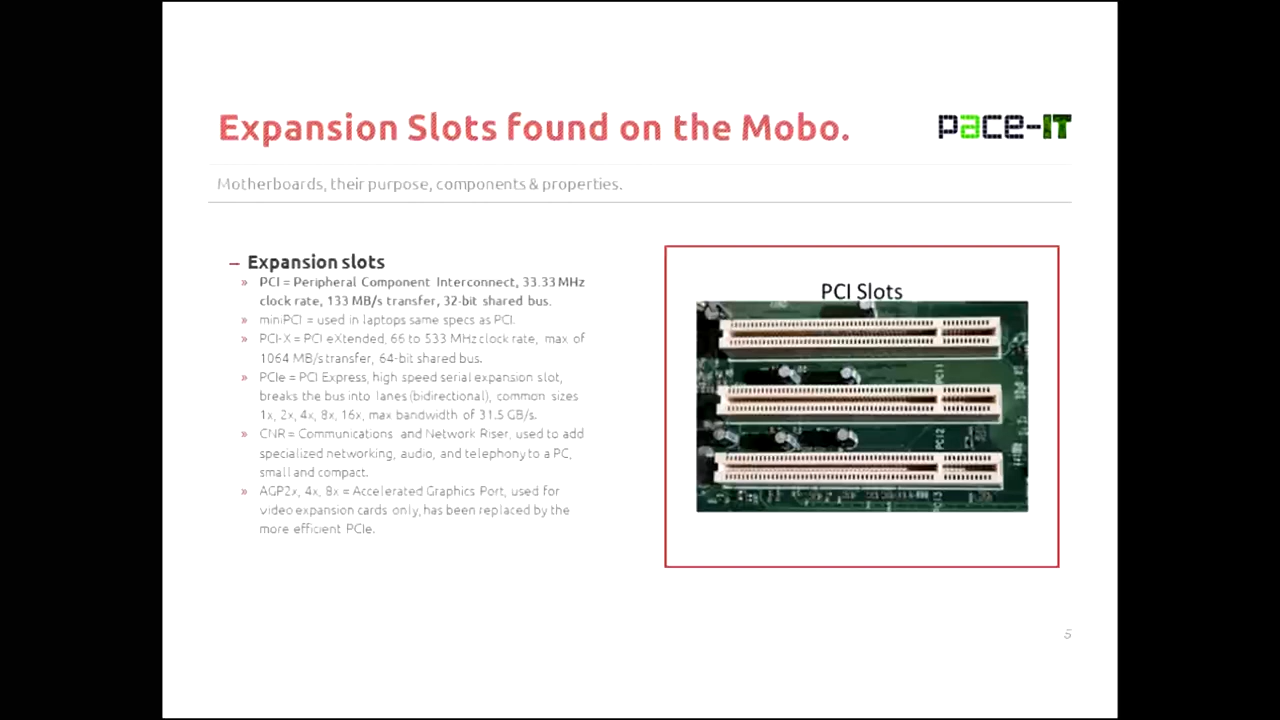 Expansion Slots found on the Mobo.
pace-IT
Motherboards, their purpose, components & properties.
– Expansion slots
» PCI = Peripheral Component Interconnect, 33.33 MHz
clock rate, 133 MB/s transfer, 32-bit shared bus.
» miniPCI = used in laptops same specs as PCI.
» PCI-X = PCI eXtended, 66 to 533 MHz clock rate, max of
1064 MB/s transfer, 64-bit shared bus.
» PCIe = PCI Express, high speed serial expansion slot,
breaks the bus into lanes (bidirectional), common sizes
1x, 2x, 4x, 8x, 16x, max bandwidth of 31.5 GB/s.
» CNR = Communications and Network Riser, used to add
specialized networking, audio, and telephony to a PC,
small and compact.
» AGP2x, 4x, 8x = Accelerated Graphics Port, used for
video expansion cards only, has been replaced by the
more efficient PCIe.
PCI Slots
PCI1
PCI2
PCI3
5